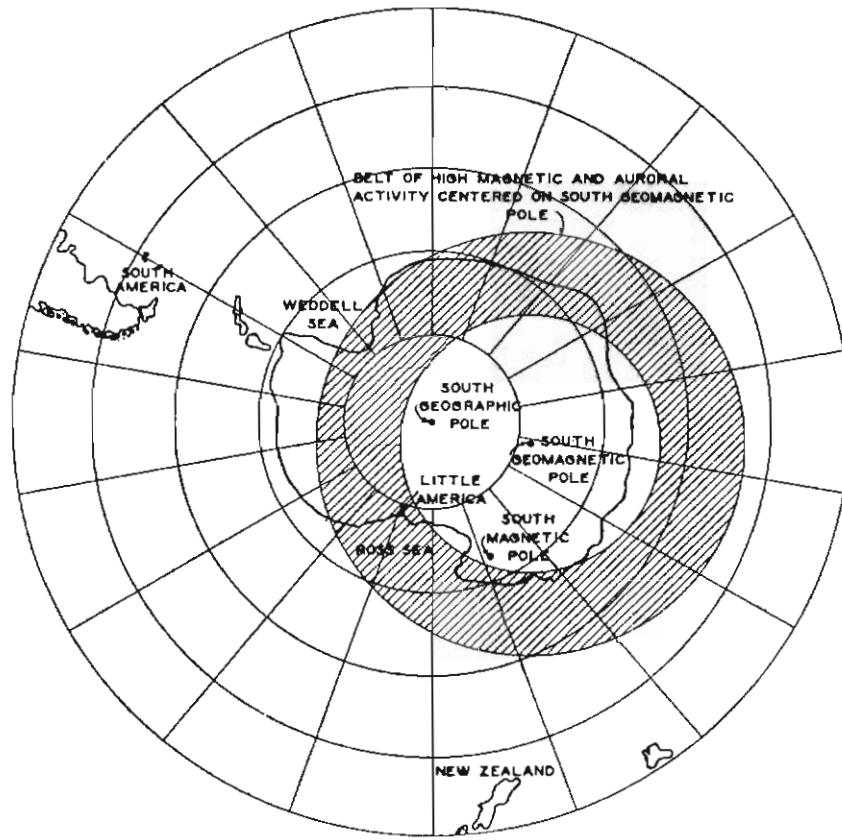 BELT OF HIGH MAGNETIC AND AURORAL
ACTIVITY CENTERED ON SOUTH GEOMAGNETIC
POLE
SOUTH
AMERICA
WEDDELL
SEA
SOUTH
GEOGRAPHIC
POLE
SOUTH
GEOMAGNETIC
POLE
LITTLE
AMERICA
SOUTH
MAGNETIC
POLE
ROSS SEA
NEW ZEALAND